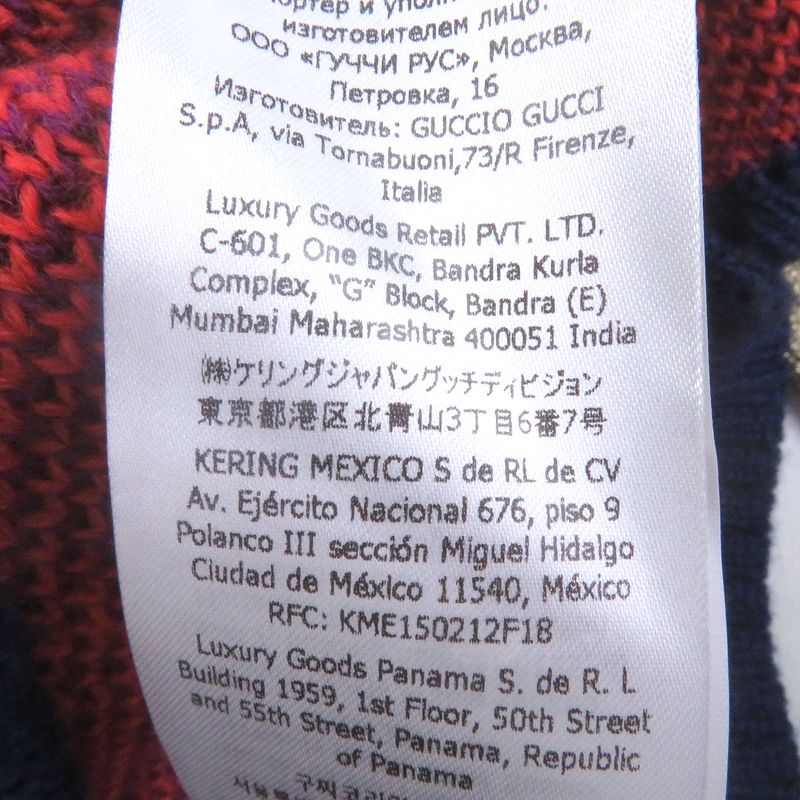 изготовителем лицо:
ООО «ГУЧЧИ РУС», Москва,
Петровка, 16
Изготовитель: GUCCIO GUCCI
S.p.A, via Tornabuoni,73/R Firenze,
Italia
Luxury Goods Retail PVT. LTD.
C-601, One BKC, Bandra Kurla
Complex, "G" Block, Bandra (E)
Mumbai Maharashtra 400051 India
㈱ケリングジャパングッチディビジョン
東京都港区北青山3丁目6番7号
KERING MEXICO S de RL de CV
Av. Ejército Nacional 676, piso 9
Polanco III sección Miguel Hidalgo
Ciudad de México 11540, México
RFC: KME150212F18
Luxury Goods Panama S. de R. L
Building 1959, 1st Floor, 50th Street
and 55th Street, Panama, Republic
of Panama
구찌코리아